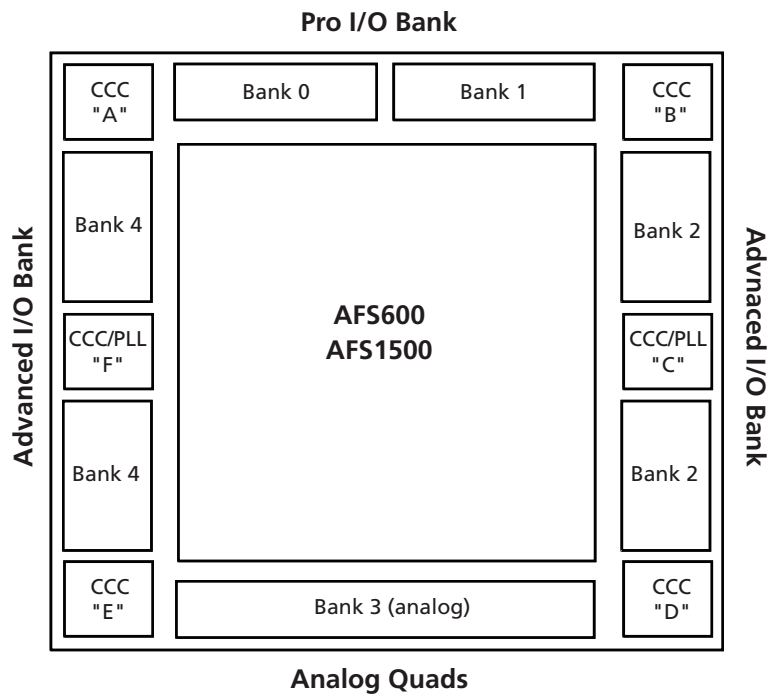 Pro I/O Bank
CCC
"A"
Bank 0
Bank 1
CCC
"B"
Bank 4
Bank 2
Advanced I/O Bank
Advnaced I/O Bank
AFS600
AFS1500
CCC/PLL
"F"
CCC/PLL
"C"
Bank 4
Bank 2
CCC
"E"
Bank 3 (analog)
CCC
"D"
Analog Quads